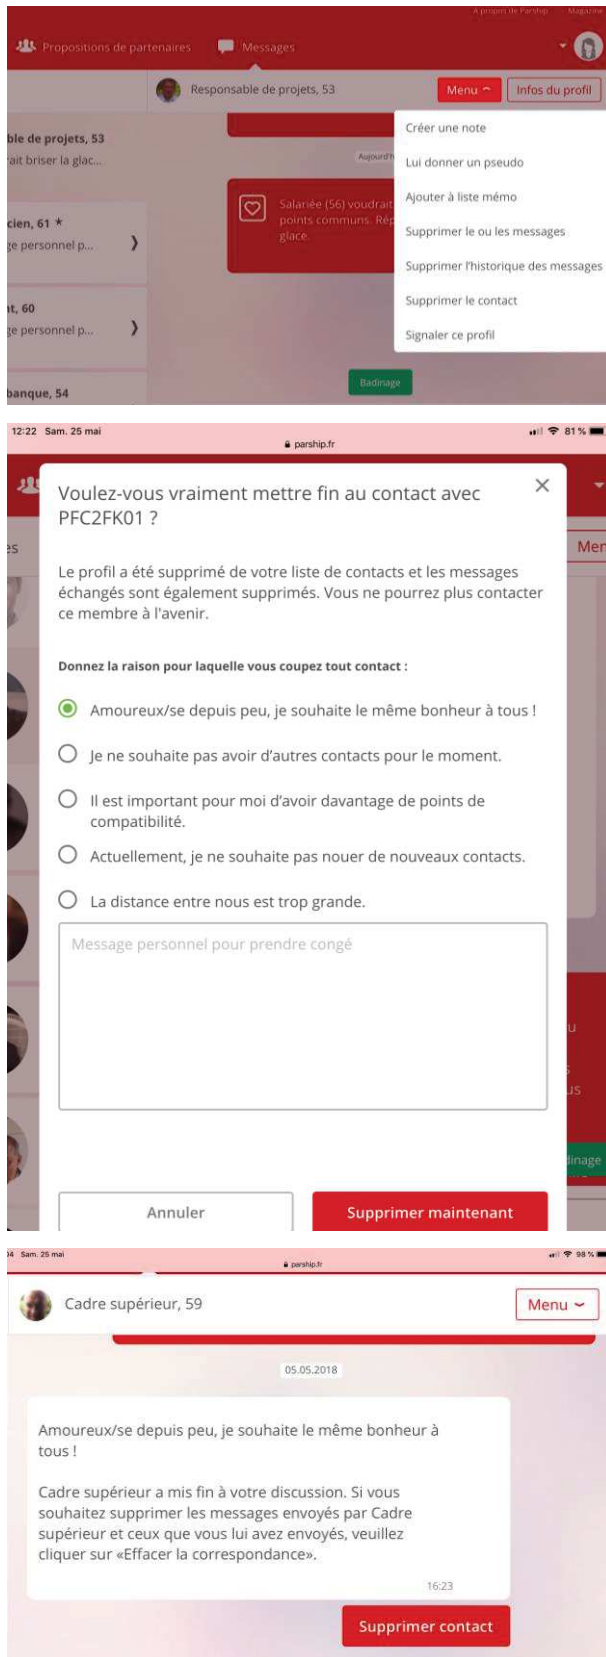 A propos de Parship Magazine
Propositions de partenaires Messages
Responsable de projets, 53 Menu Infos du profil
Créer une note
ble de projets, 53
rait briser la glac...
Aujourd'h
Lui donner un pseudo
Ajouter à liste mémo
Salariée (56) voudrait
points communs. Rép
glace.
cien, 61 *
ge personnel p...
Supprimer le ou les messages
Supprimer l'historique des messages
nt, 60
ge personnel p...
Supprimer le contact
Signaler ce profil
Badinage
banque, 54
12:22 Sam. 25 mai 81 %
parship.fr
Voulez-vous vraiment mettre fin au contact avec
PFC2FK01 ?
es
Men
Le profil a été supprimé de votre liste de contacts et les messages
échangés sont également supprimés. Vous ne pourrez plus contacter
ce membre à l'avenir.
Donnez la raison pour laquelle vous coupez tout contact :
Amoureux/se depuis peu, je souhaite le même bonheur à tous !
Je ne souhaite pas avoir d'autres contacts pour le moment.
Il est important pour moi d'avoir davantage de points de
compatibilité.
Actuellement, je ne souhaite pas nouer de nouveaux contacts.
La distance entre nous est trop grande.
Message personnel pour prendre congé
u
s
us
dinage
Annuler Supprimer maintenant
04 Sam. 25 mai 98 %
parship.fr
Cadre supérieur, 59 Menu
05.05.2018
Amoureux/se depuis peu, je souhaite le même bonheur à
tous !
Cadre supérieur a mis fin à votre discussion. Si vous
souhaitez supprimer les messages envoyés par Cadre
supérieur et ceux que vous lui avez envoyés, veuillez
cliquer sur «Effacer la correspondance».
16:23
Supprimer contact